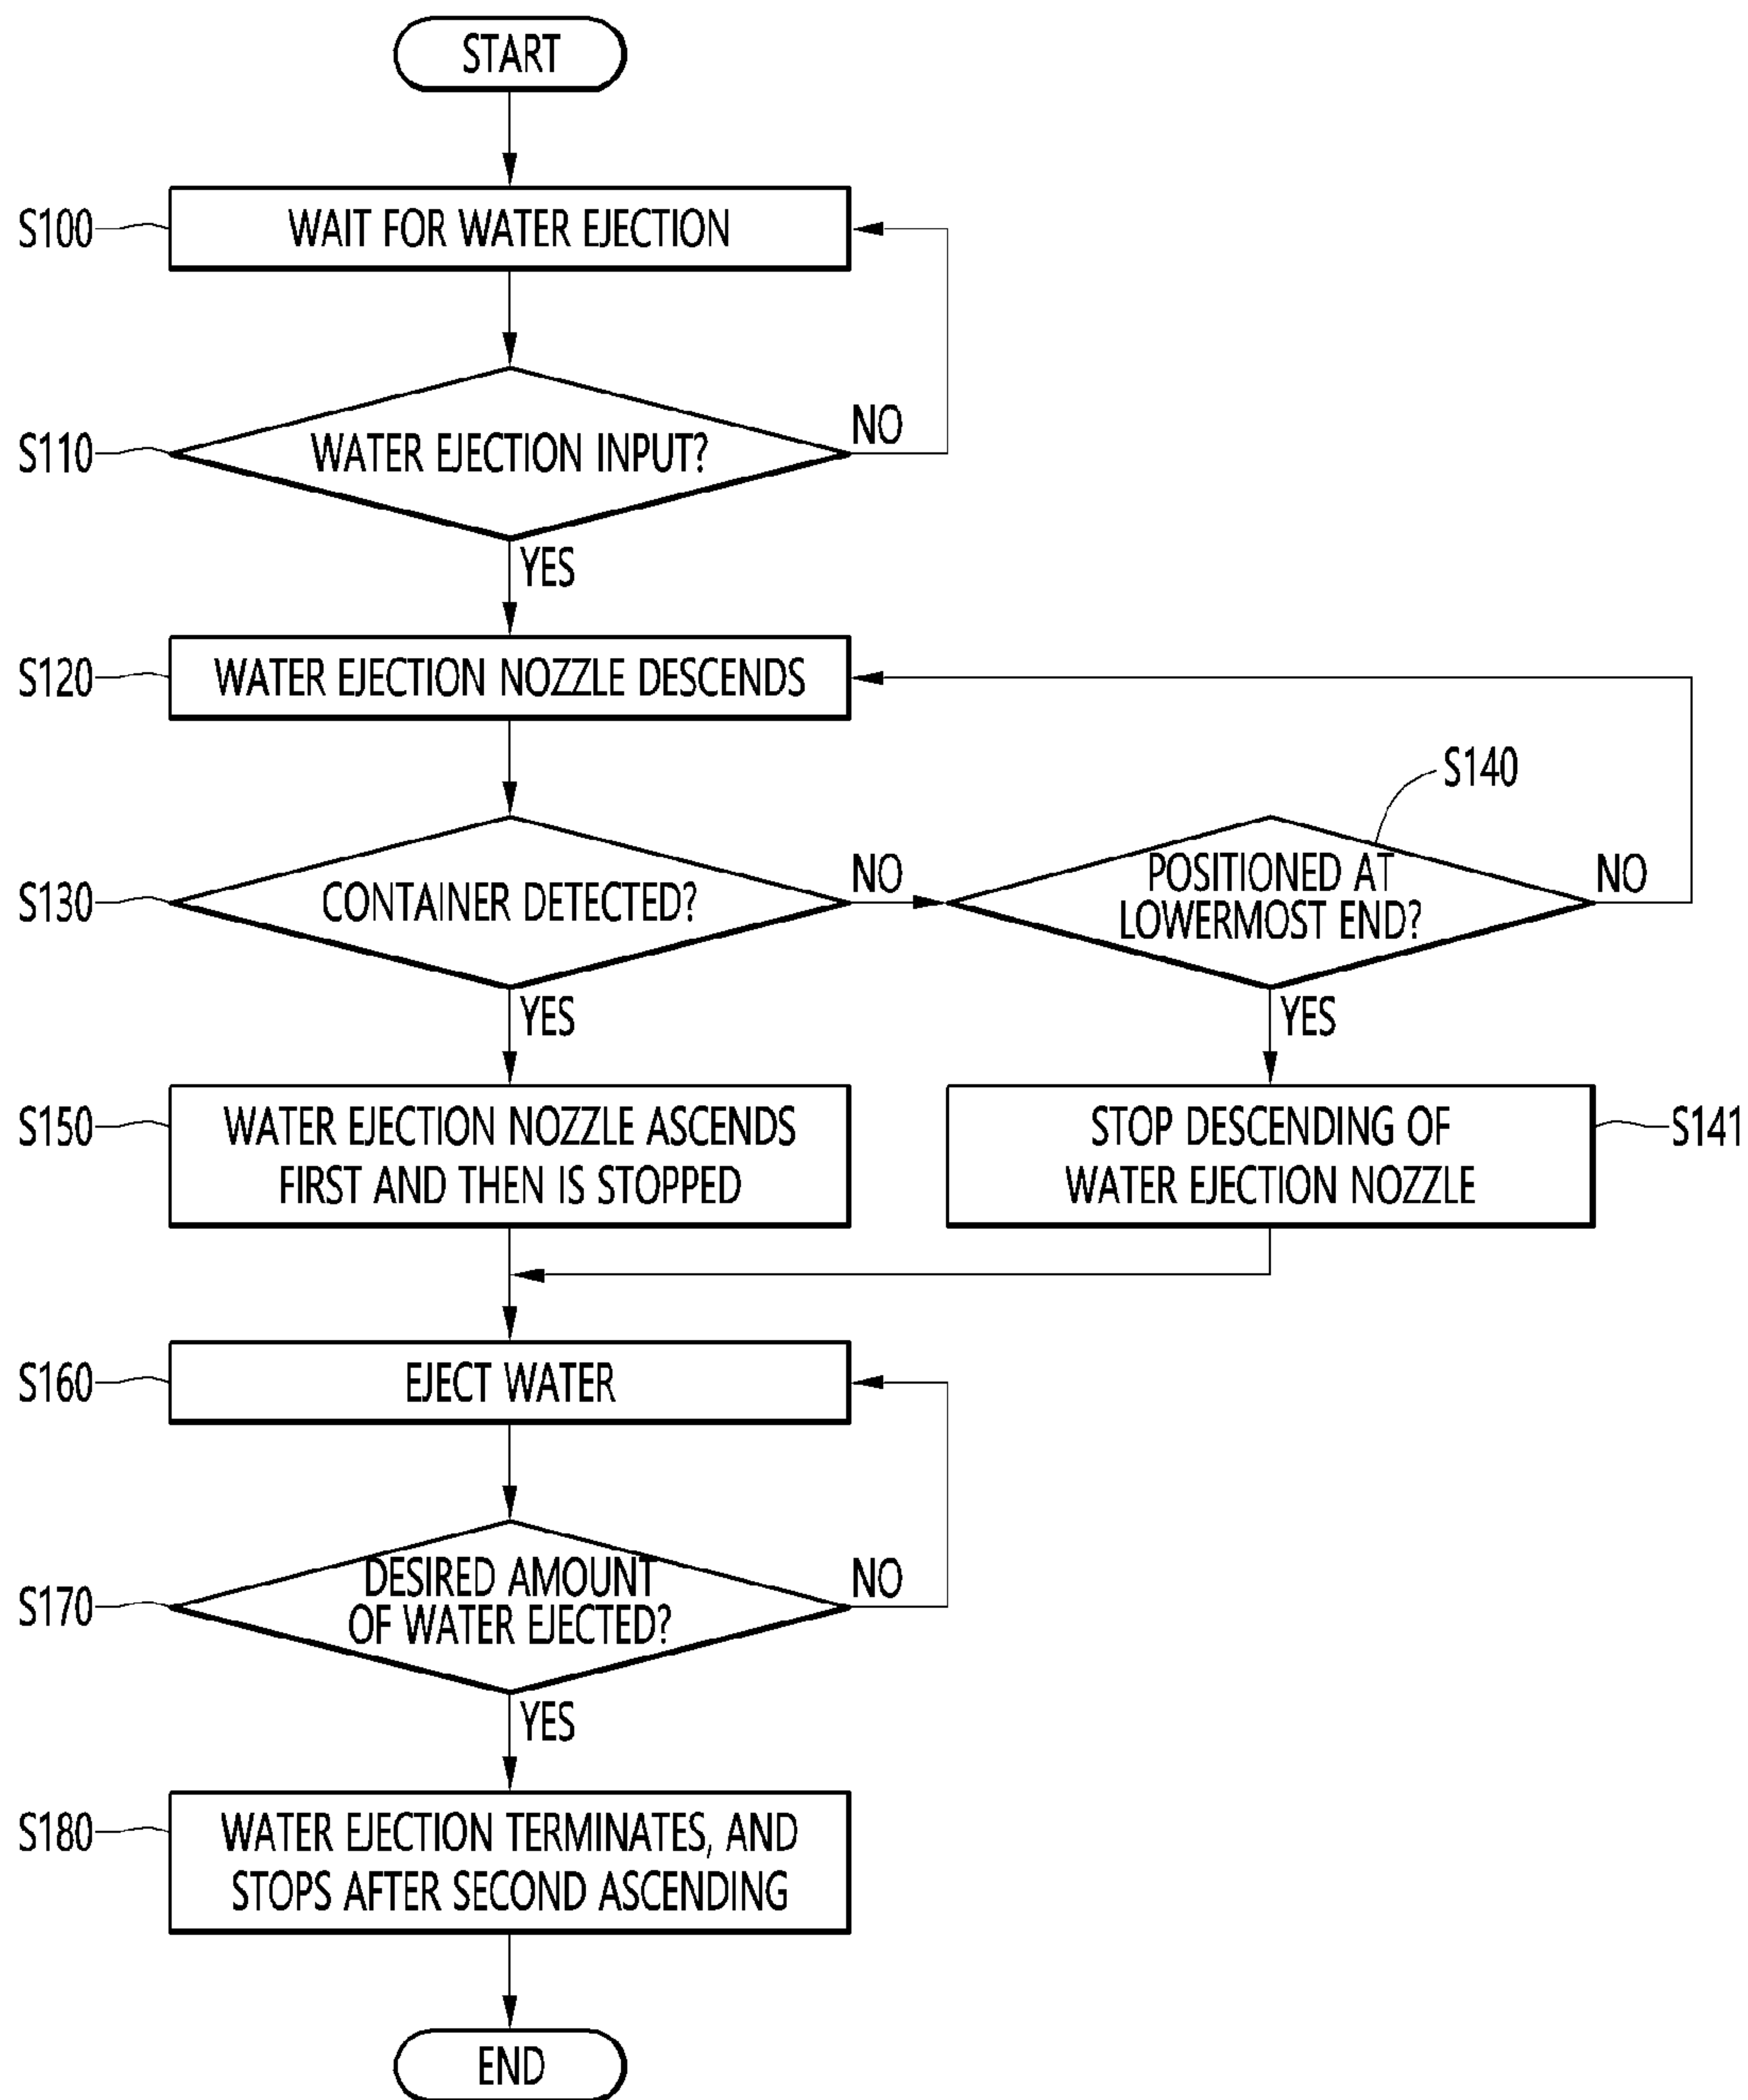 START
S100
WAIT FOR WATER EJECTION
S110
WATER EJECTION INPUT?
NO
YES
S120
WATER EJECTION NOZZLE DESCENDS
S140
S130
CONTAINER DETECTED?
NO
POSITIONED AT
LOWERMOST END?
NO
YES
YES
S150
WATER EJECTION NOZZLE ASCENDS
FIRST AND THEN IS STOPPED
STOP DESCENDING OF
WATER EJECTION NOZZLE
S141
S160
EJECT WATER
S170
DESIRED AMOUNT
OF WATER EJECTED?
NO
YES
S180
WATER EJECTION TERMINATES, AND
STOPS AFTER SECOND ASCENDING
END